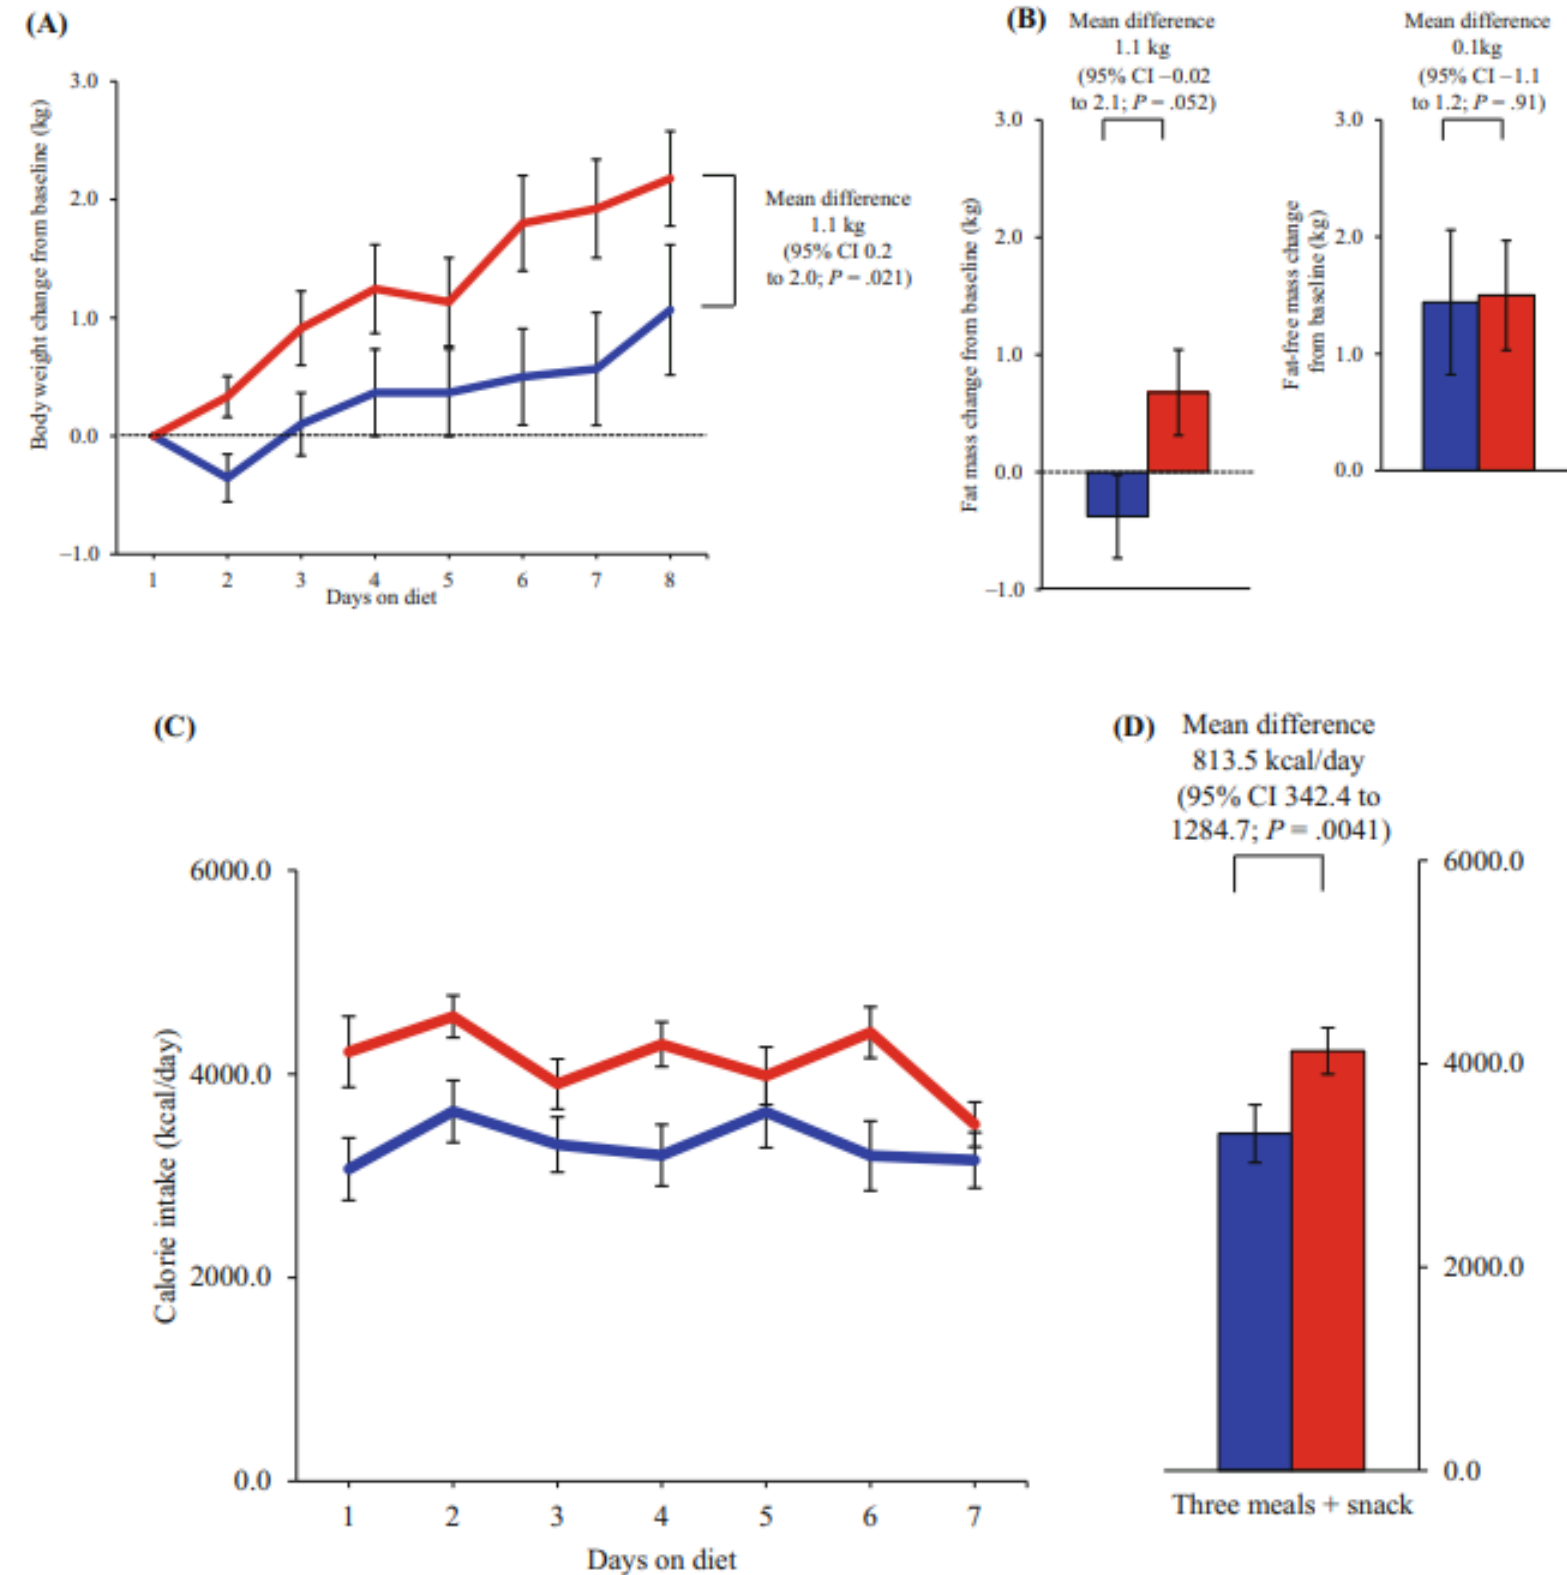 (A)
3.0
2.0
1.0
0.0
−1.0
Body weight change from baseline (kg)
1 2 3 4 5 6 7 8
Days on diet
Mean difference
1.1 kg
(95% CI 0.2
to 2.0; P = .021)
(B)
Mean difference
1.1 kg
(95% CI −0.02
to 2.1; P = .052)
3.0
2.0
1.0
0.0
−1.0
Fat mass change from baseline (kg)
Mean difference
0.1kg
(95% CI −1.1
to 1.2; P = .91)
3.0
2.0
1.0
0.0
Fat-free mass change
from baseline (kg)
(C)
6000.0
4000.0
2000.0
0.0
Calorie intake (kcal/day)
1 2 3 4 5 6 7
Days on diet
(D)
Mean difference
813.5 kcal/day
(95% CI 342.4 to
1284.7; P = .0041)
6000.0
4000.0
2000.0
0.0
Three meals + snack